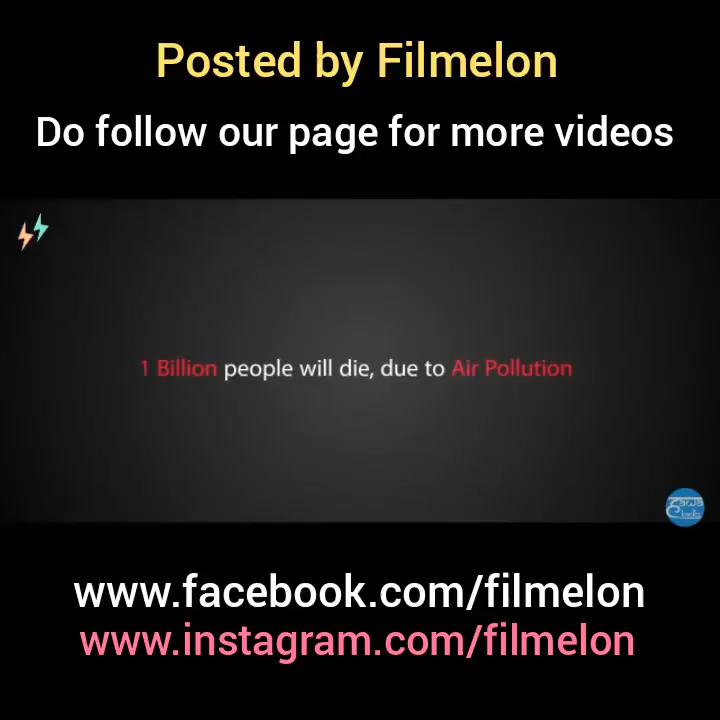 Posted by Filmelon
Do follow our page for more videos
1 Billion people will die, due to Air Pollution
www.facebook.com/filmelon
www.instagram.com/filmelon